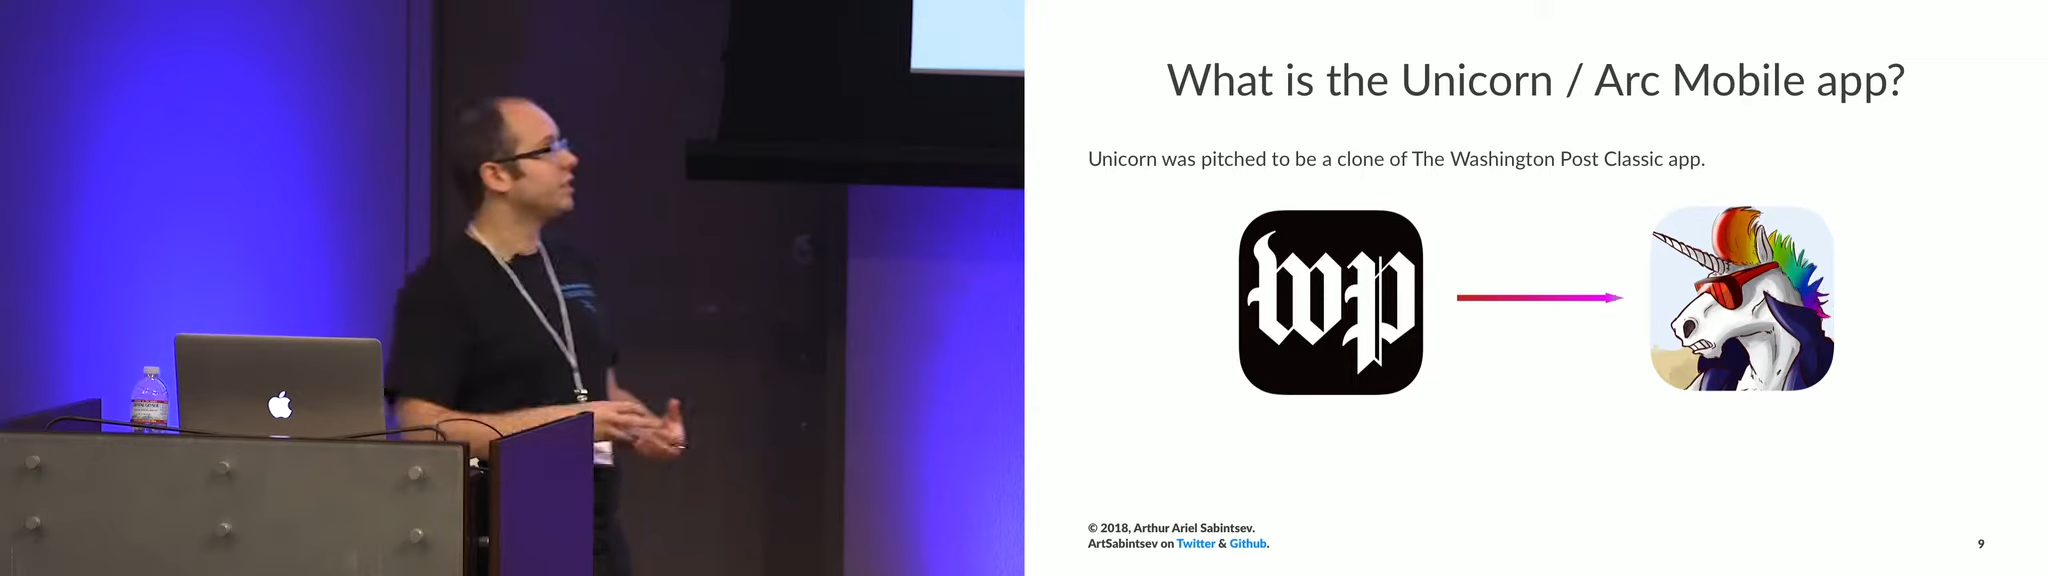 What is the Unicorn / Arc Mobile app?
Unicorn was pitched to be a clone of The Washington Post Classic app.
wp
© 2018, Arthur Ariel Sabintsev.
ArtSabintsev on Twitter & Github.
9